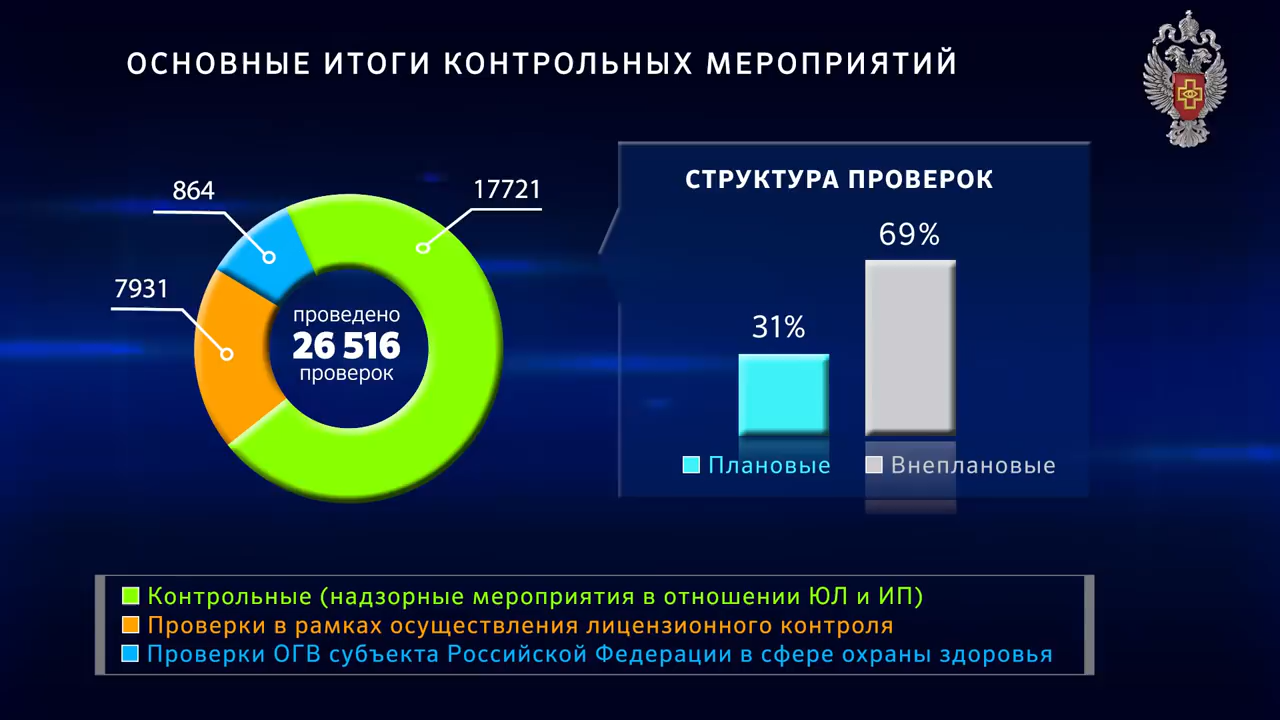 ОСНОВНЫЕ ИТОГИ КОНТРОЛЬНЫХ МЕРОПРИЯТИЙ
864
17721
7931
проведено
26 516
проверок
СТРУКТУРА ПРОВЕРОК
69%
31%
Плановые
Внеплановые
Контрольные (надзорные мероприятия в отношении ЮЛ и ИП)
Проверки в рамках осуществления лицензионного контроля
Проверки ОГВ субъекта Российской Федерации в сфере охраны здоровья